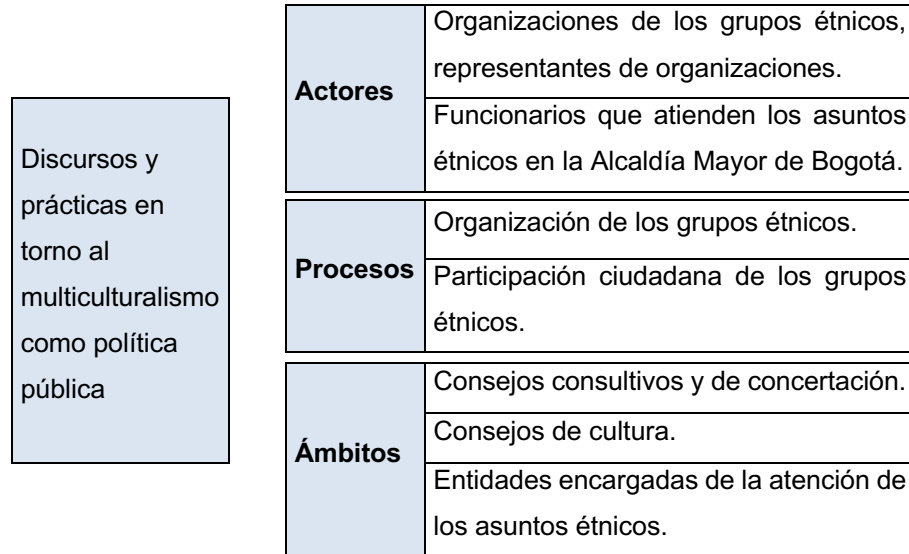 Discursos y
prácticas en
torno al
multiculturalismo
como política
pública
Actores
Organizaciones de los grupos étnicos,
representantes de organizaciones.
Funcionarios que atienden los asuntos
étnicos en la Alcaldía Mayor de Bogotá.
Procesos
Organización de los grupos étnicos.
Participación ciudadana de los grupos
étnicos.
Ámbitos
Consejos consultivos y de concertación.
Consejos de cultura.
Entidades encargadas de la atención de
los asuntos étnicos.